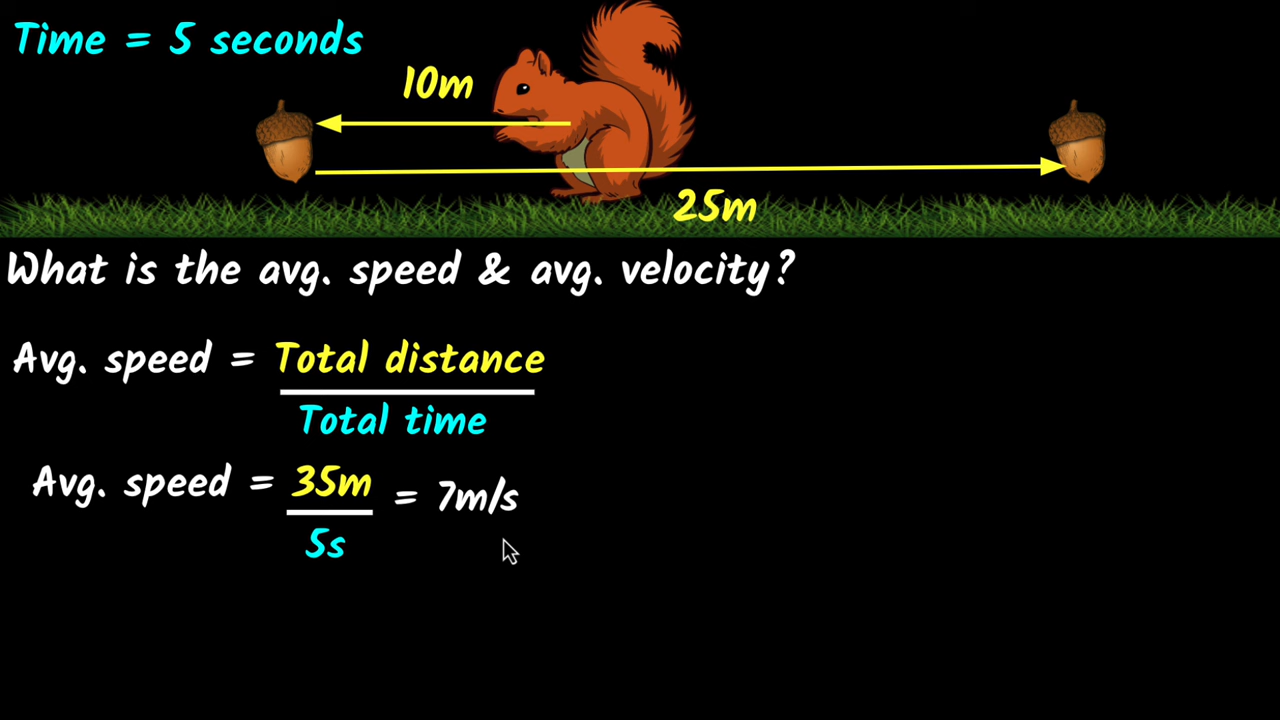 Time = 5 seconds
10m
25m
What is the avg. speed & avg. velocity?
Avg. speed = Total distance
Total time
Avg. speed = 35m = 7m/s
5s